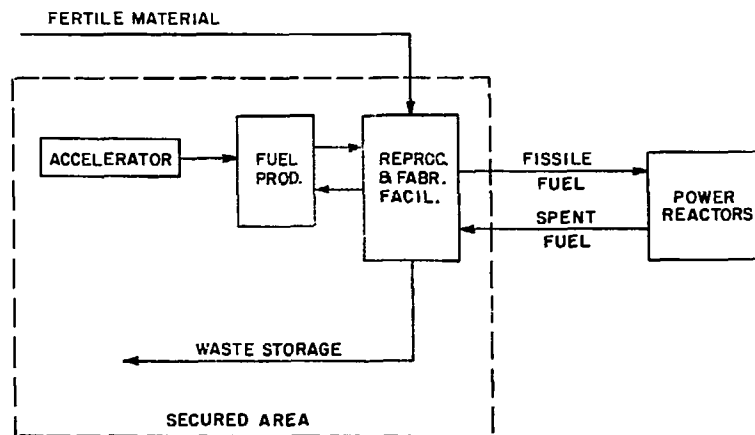 FERTILE MATERIAL
ACCELERATOR
FUEL
PROD.
REPROC.
& FABR.
FACIL.
FISSILE
FUEL
SPENT
FUEL
POWER
REACTORS
WASTE STORAGE
SECURED AREA